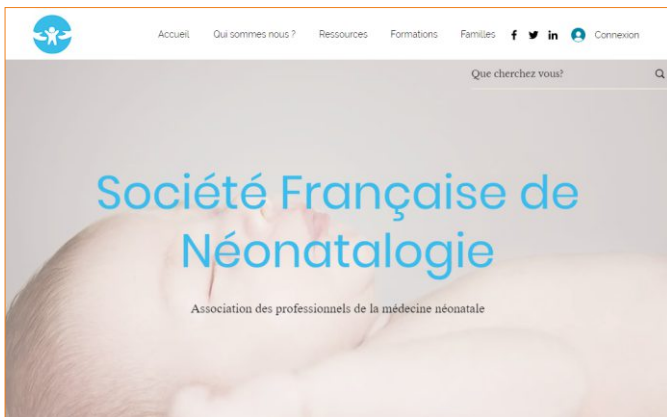 Accueil Qui sommes nous ? Ressources Formations Familles Connexion
Que cherchez vous?
Société Française de
Néonatalogie
Association des professionnels de la médecine néonatale